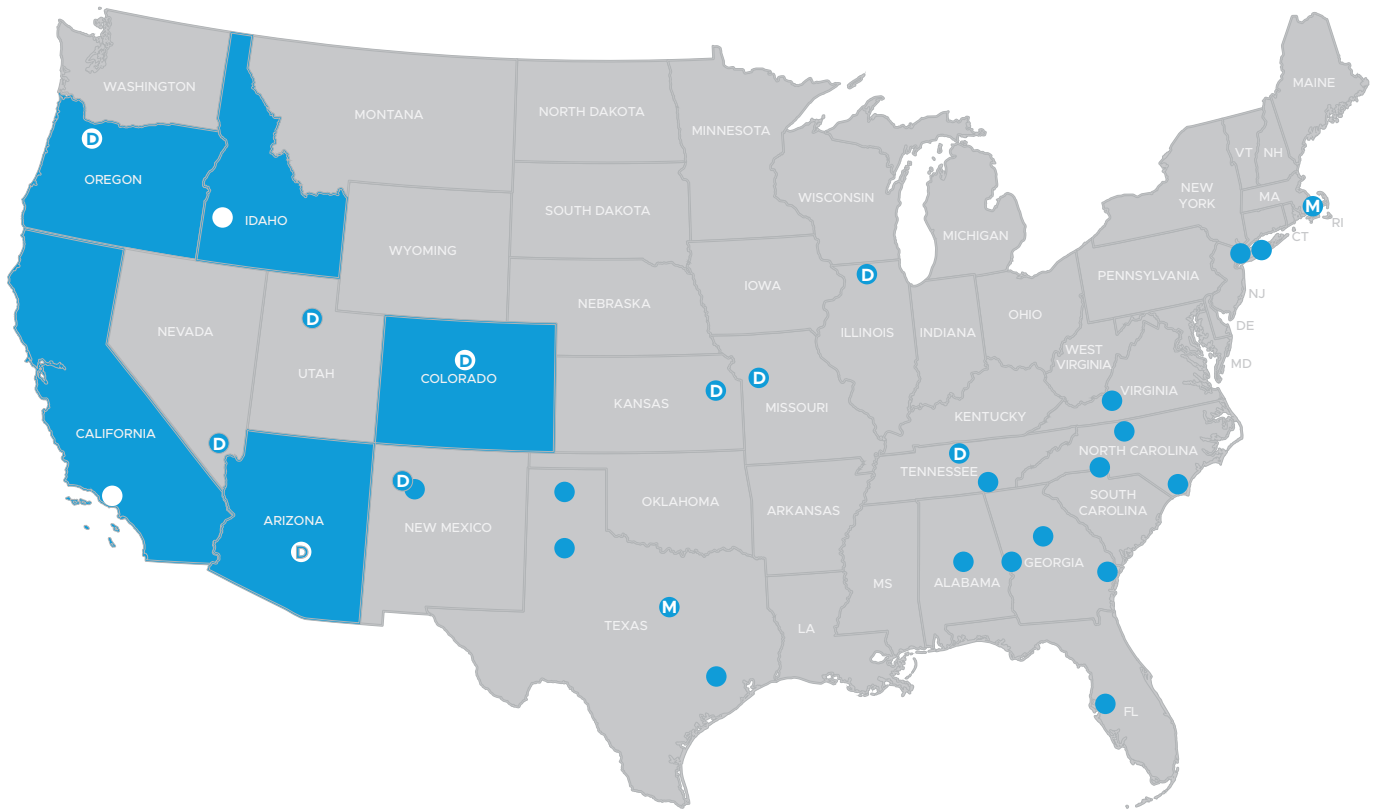 MAINE
WASHINGTON
MONTANA
NORTH DAKOTA
MINNESOTA
D
VT
NH
OREGON
WISCONSIN
NEW
YORK
MA
M
RI
IDAHO
SOUTH DAKOTA
MICHIGAN
CT
WYOMING
D
PENNSYLVANIA
IOWA
NEBRASKA
NJ
D
NEVADA
ILLINOIS
INDIANA
OHIO
DE
UTAH
D
COLORADO
WEST
VIRGINIA
MD
D
D
KANSAS
MISSOURI
VIRGINIA
KENTUCKY
CALIFORNIA
D
D
TENNESSEE
NORTH CAROLINA
D
NEW MEXICO
OKLAHOMA
ARKANSAS
SOUTH
CAROLINA
ARIZONA
D
GEORGIA
MS
ALABAMA
M
TEXAS
LA
FL